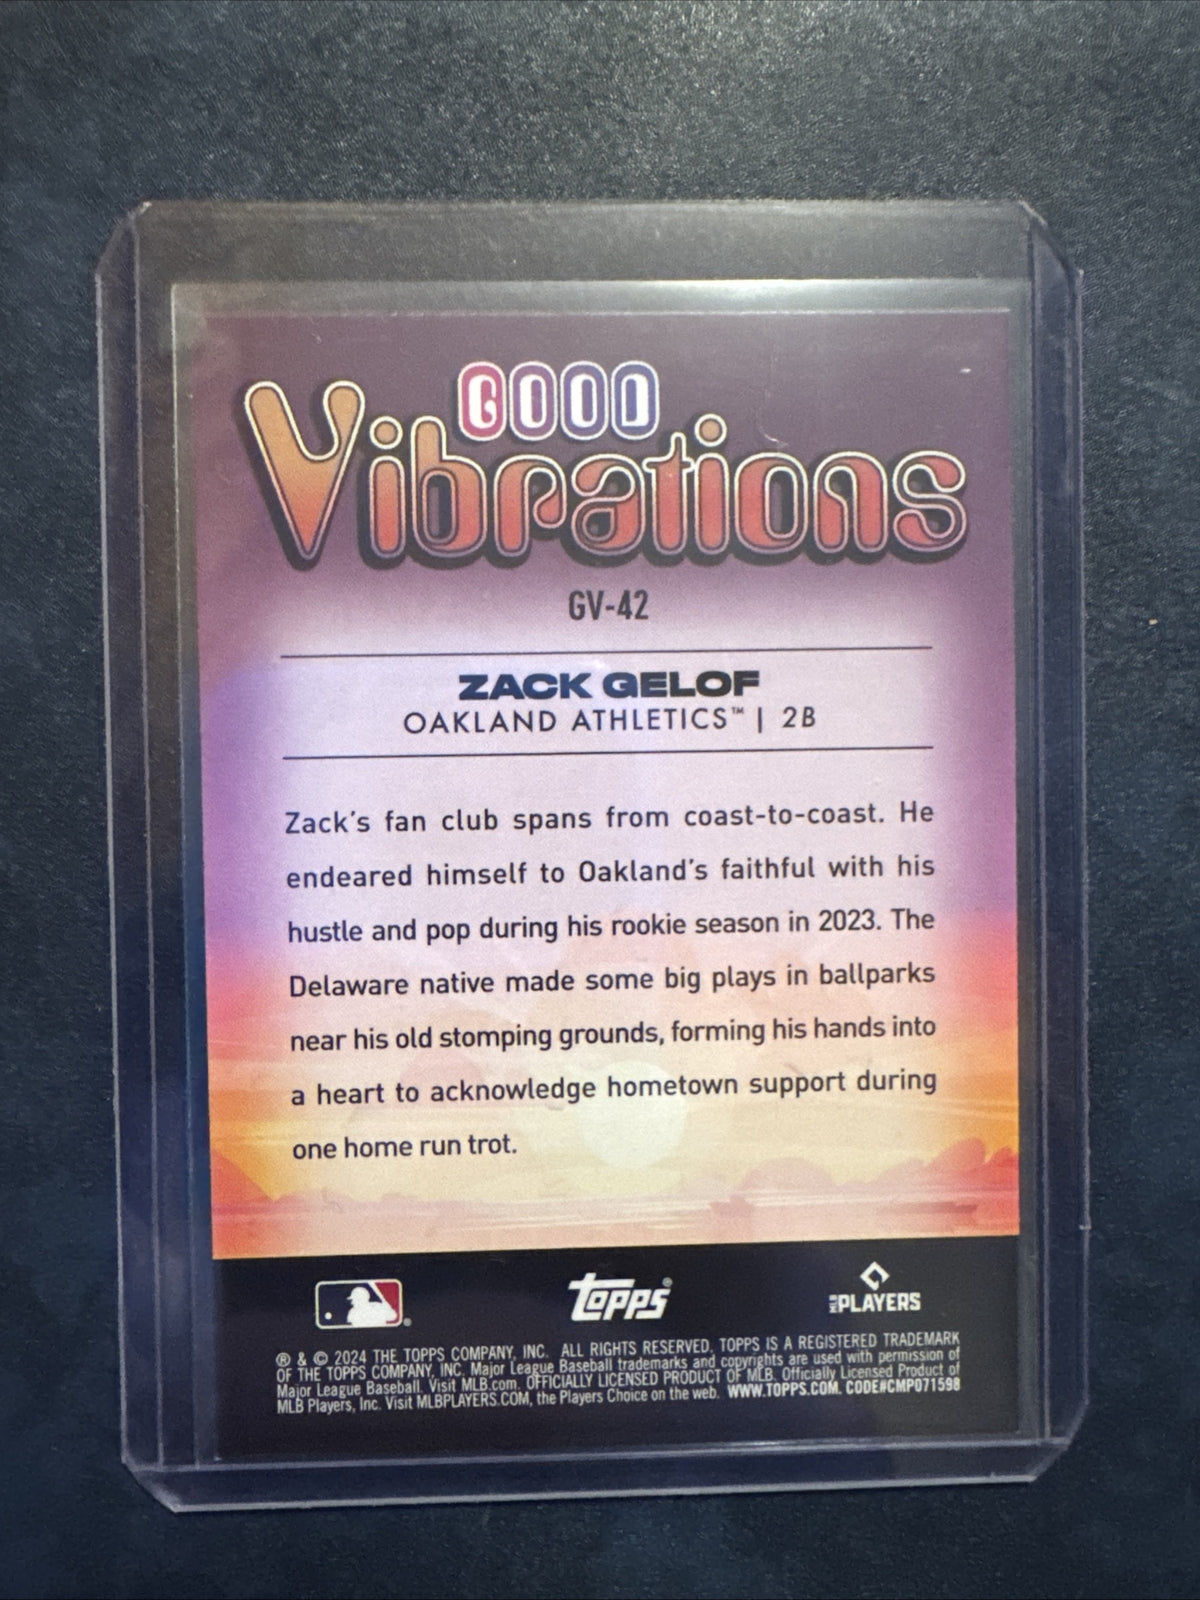 GOOD
Vibrations
GV-42
ZACK GELOF
OAKLAND ATHLETICS™ | 2B
Zack's fan club spans from coast-to-coast. He
endeared himself to Oakland's faithful with his
hustle and pop during his rookie season in 2023. The
Delaware native made some big plays in ballparks
near his old stomping grounds, forming his hands into
a heart to acknowledge hometown support during
one home run trot.
topps®
MLB PLAYERS
® & © 2024 THE TOPPS COMPANY, INC. ALL RIGHTS RESERVED. TOPPS IS A REGISTERED TRADEMARK
OF THE TOPPS COMPANY, INC. Major League Baseball trademarks and copyrights are used with permission of
Major League Baseball. Visit MLB.com. OFFICIALLY LICENSED PRODUCT OF MLB. Officially Licensed Product of
MLB Players, Inc. Visit MLBPLAYERS.COM, the Players Choice on the web. WWW.TOPPS.COM. CODE#CMP071598